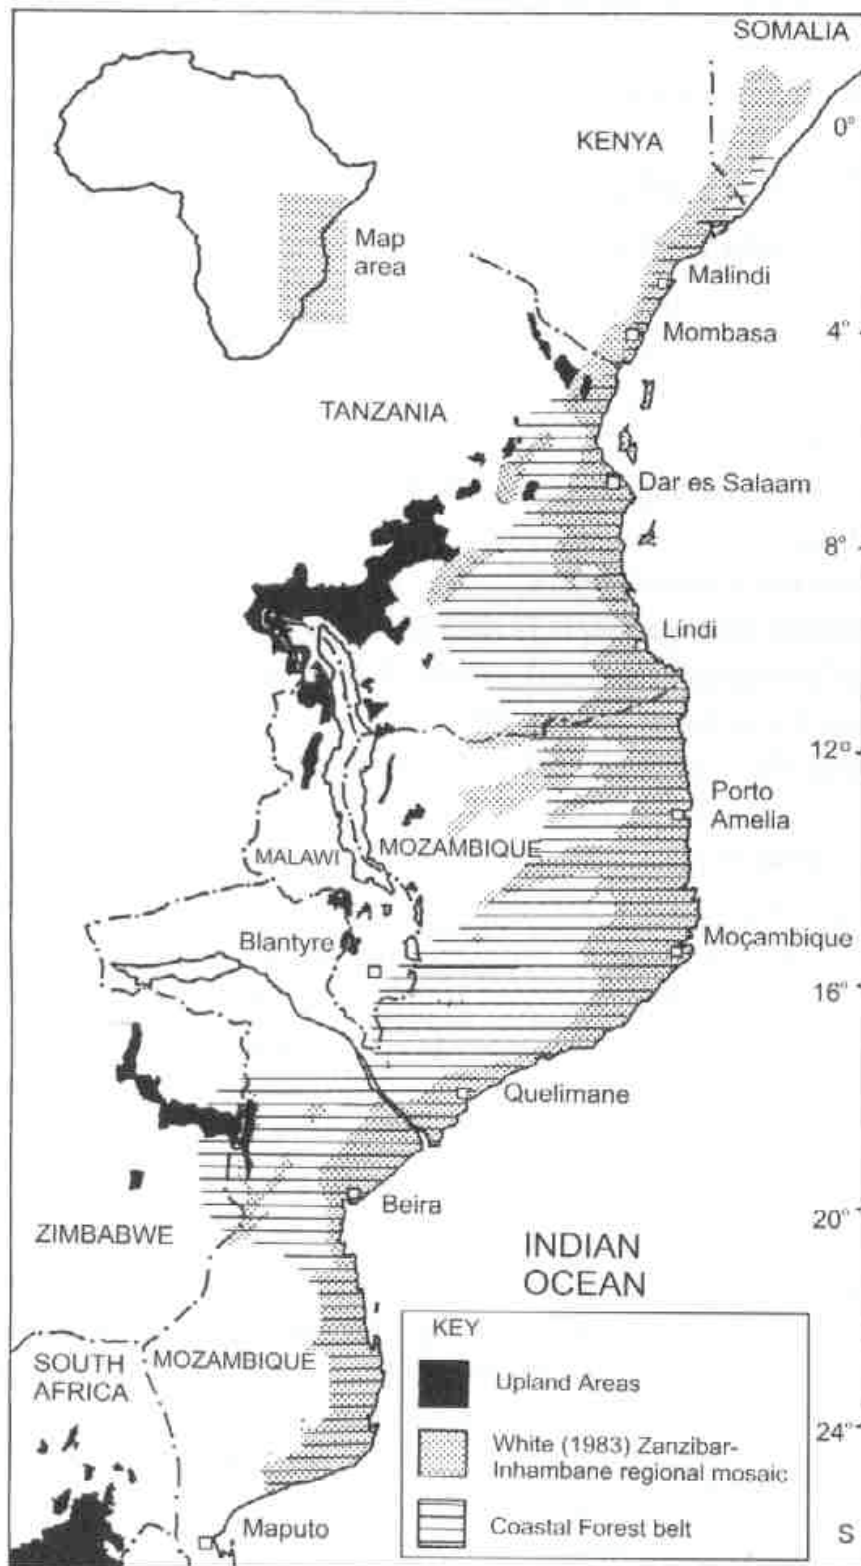 SOMALIA
0°
KENYA
Map
area
Malindi
Mombasa
4°
TANZANIA
Dar es Salaam
8°
Lindi
12°
Porto
Amelia
MALAWI
MOZAMBIQUE
Blantyre
Moçambique
16°
Quelimane
Beira
20°
ZIMBABWE
INDIAN
OCEAN
KEY
SOUTH
AFRICA
MOZAMBIQUE
Upland Areas
White (1983) Zanzibar-
Inhambane regional mosaic
24°
Coastal Forest belt
Maputo
S